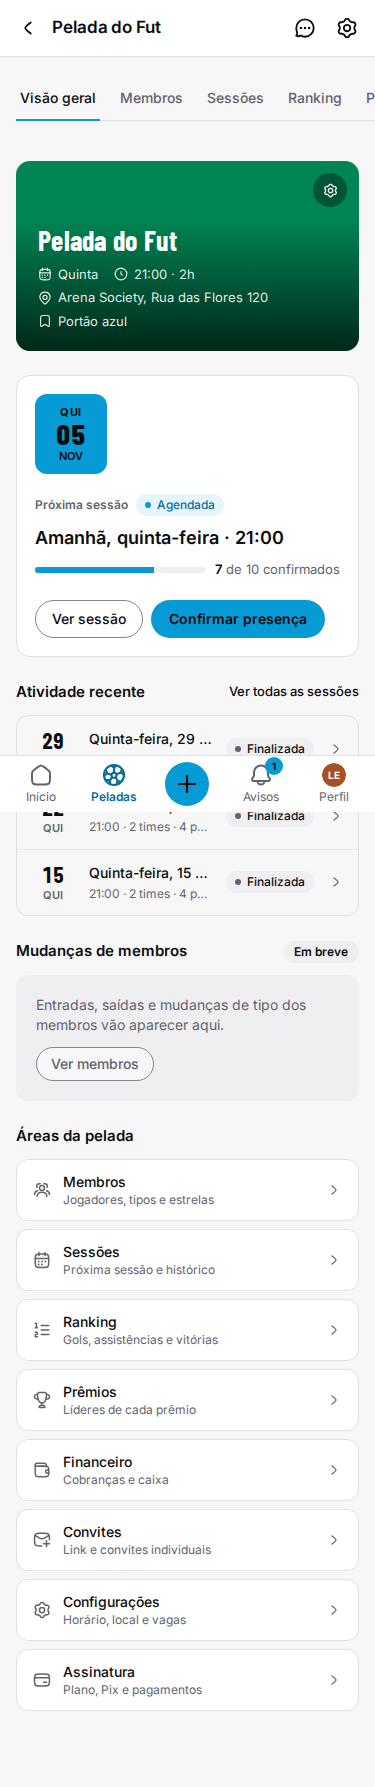 Pelada do Fut
Visão geral Membros Sessões Ranking P
Pelada do Fut
Quinta 21:00 · 2h
Arena Society, Rua das Flores 120
Portão azul
QUI
05
NOV
Próxima sessão Agendada
Amanhã, quinta-feira · 21:00
7 de 10 confirmados
Ver sessão Confirmar presença
Atividade recente Ver todas as sessões
29 Quinta-feira, 29 ... Finalizada
1
Início Peladas Avisos LE Perfil
Finalizada
QUI 21:00 · 2 times · 4 p...
15 Quinta-feira, 15 ... Finalizada
QUI 21:00 · 2 times · 4 p...
Mudanças de membros Em breve
Entradas, saídas e mudanças de tipo dos
membros vão aparecer aqui.
Ver membros
Áreas da pelada
Membros
Jogadores, tipos e estrelas
Sessões
Próxima sessão e histórico
Ranking
Gols, assistências e vitórias
Prêmios
Líderes de cada prêmio
Financeiro
Cobranças e caixa
Convites
Link e convites individuais
Configurações
Horário, local e vagas
Assinatura
Plano, Pix e pagamentos